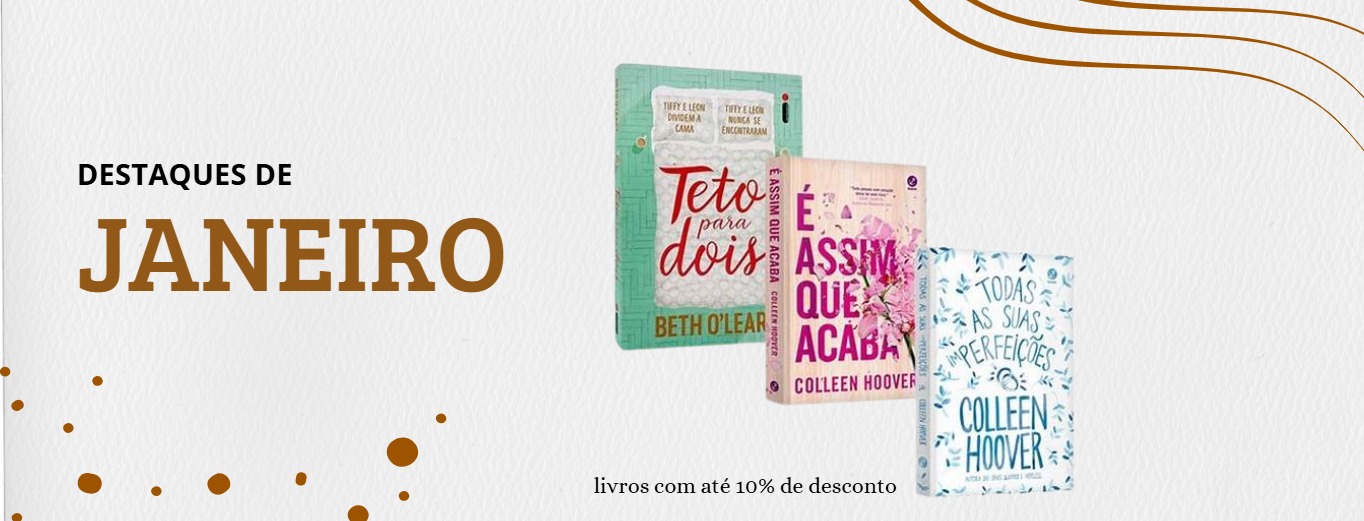 DESTAQUES DE
JANEIRO
TIFFY E LEON
DIVIDEM A
CAMA
TIFFY E LEON
NUNCA SE
ENCONTRARAM
Teto
para
dois
BETH O'LEAR
É ASSIM QUE ACABA COLLEEN HOOVER
É
ASSIM
QUE
ACABA
COLLEEN HOOVER
TODAS AS SUAS IMPERFEIÇÕES COLLEEN HOOVER
TODAS
AS SUAS
IMPERFEIÇÕES
COLLEEN
HOOVER
livros com até 10% de desconto